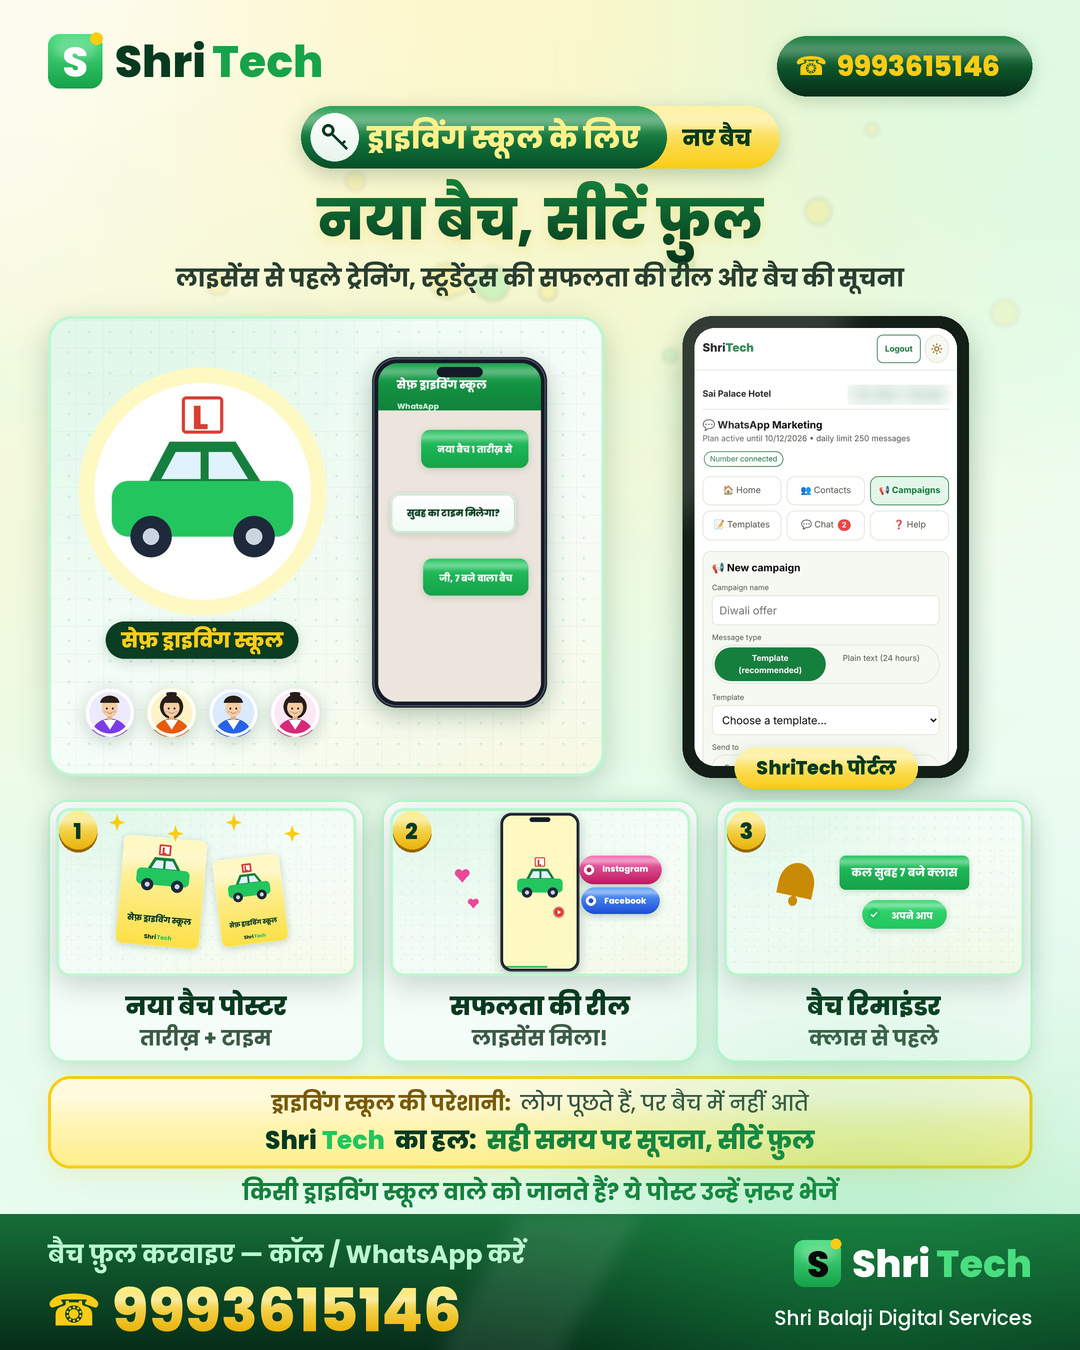 S Shri Tech
☎ 9993615146
ड्राइविंग स्कूल के लिए नए बैच
नया बैच, सीटें फ़ुल
लाइसेंस से पहले ट्रेनिंग, स्टूडेंट्स की सफलता की रील और बैच की सूचना
L
सेफ़ ड्राइविंग स्कूल
सेफ़ ड्राइविंग स्कूल
WhatsApp
नया बैच 1 तारीख़ से
सुबह का टाइम मिलेगा?
जी, 7 बजे वाला बैच
ShriTech Logout
Sai Palace Hotel
💬 WhatsApp Marketing
Plan active until 10/12/2026 • daily limit 250 messages
Number connected
🏠 Home 👥 Contacts 📢 Campaigns
📝 Templates 💬 Chat 2 ❓ Help
📢 New campaign
Campaign name
Diwali offer
Message type
Template (recommended) Plain text (24 hours)
Template
Choose a template...
Send to
ShriTech पोर्टल
1
L
सेफ़ ड्राइविंग स्कूल
ShriTech
L
सेफ़ ड्राइविंग स्कूल
ShriTech
नया बैच पोस्टर
तारीख़ + टाइम
2
L
Instagram
Facebook
सफलता की रील
लाइसेंस मिला!
3
कल सुबह 7 बजे क्लास
✓ अपने आप
बैच रिमाइंडर
क्लास से पहले
ड्राइविंग स्कूल की परेशानी: लोग पूछते हैं, पर बैच में नहीं आते
Shri Tech का हल: सही समय पर सूचना, सीटें फ़ुल
किसी ड्राइविंग स्कूल वाले को जानते हैं? ये पोस्ट उन्हें ज़रूर भेजें
बैच फ़ुल करवाइए — कॉल / WhatsApp करें
☎ 9993615146
S Shri Tech
Shri Balaji Digital Services